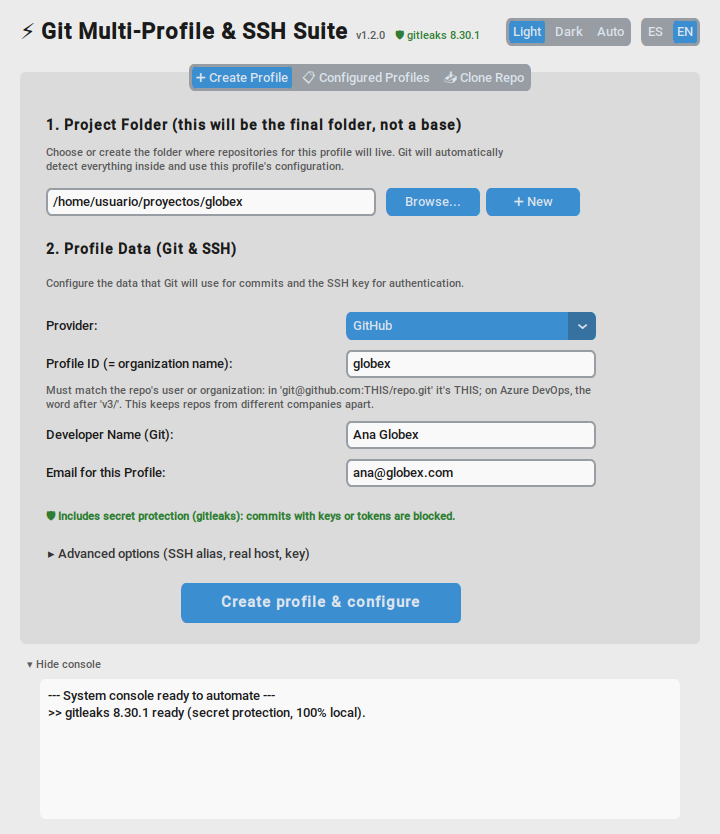 ⚡ Git Multi-Profile & SSH Suite v1.2.0 🛡 gitleaks 8.30.1 Light Dark Auto ES EN
+ Create Profile 📋 Configured Profiles 📥 Clone Repo
1. Project Folder (this will be the final folder, not a base)
Choose or create the folder where repositories for this profile will live. Git will automatically
detect everything inside and use this profile's configuration.
/home/usuario/proyectos/globex Browse... + New
2. Profile Data (Git & SSH)
Configure the data that Git will use for commits and the SSH key for authentication.
Provider: GitHub
Profile ID (= organization name): globex
Must match the repo's user or organization: in 'git@github.com:THIS/repo.git' it's THIS; on Azure DevOps, the
word after 'v3/'. This keeps repos from different companies apart.
Developer Name (Git): Ana Globex
Email for this Profile: ana@globex.com
🛡 Includes secret protection (gitleaks): commits with keys or tokens are blocked.
▸ Advanced options (SSH alias, real host, key)
Create profile & configure
▾ Hide console
--- System console ready to automate ---
>> gitleaks 8.30.1 ready (secret protection, 100% local).